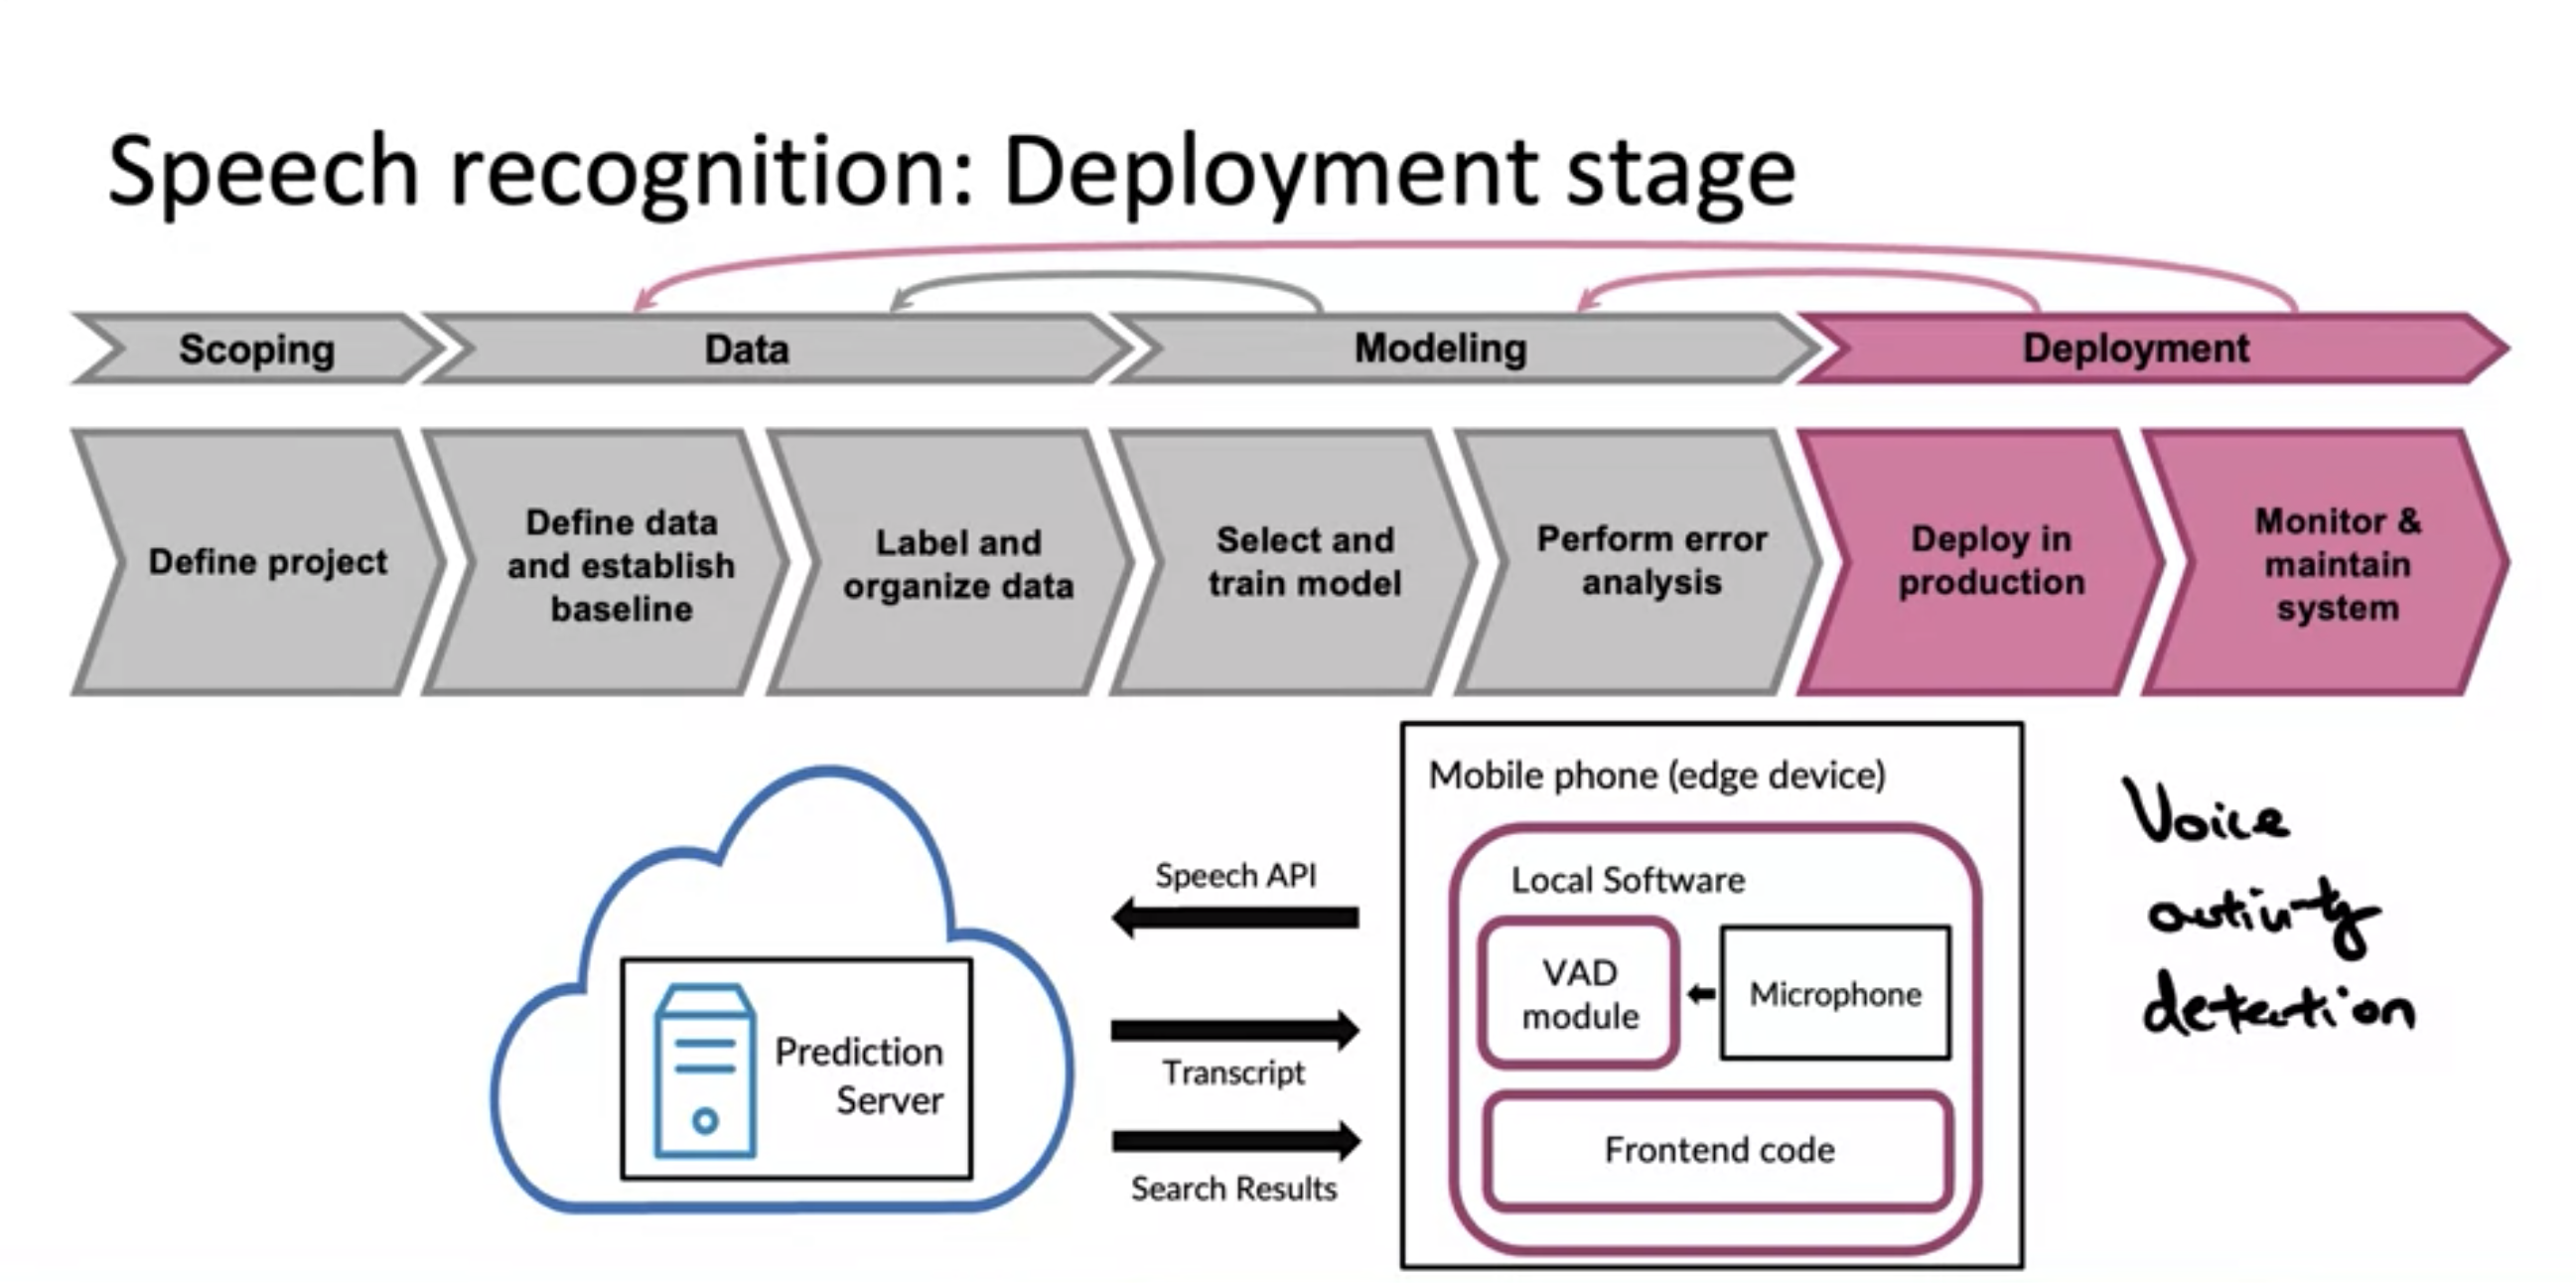 Speech recognition: Deployment stage
Scoping
Data
Modeling
Deployment
Define project
Define data
and establish
baseline
Label and
organize data
Select and
train model
Perform error
analysis
Deploy in
production
Monitor &
maintain
system
Prediction
Server
Speech API
Transcript
Search Results
Mobile phone (edge device)
Local Software
VAD
module
Microphone
Frontend code
Voice
activity
detection